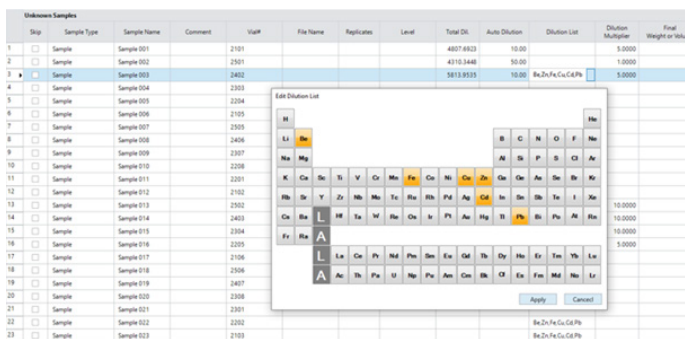 Unknown Samples
Skip Sample Type Sample Name Comment Vial# File Name Replicates Level Total Dil. Auto Dilution Dilution List Dilution Multiplier Final Weight or Volu
1 Sample Sample 001 2101 4807.6923 10.00 5.0000
2 Sample Sample 002 2501 4310.3448 50.00 1.0000
3 Sample Sample 003 2402 5813.9535 10.00 Be,Zn,Fe,Cu,Cd,Pb 5.0000
4 Sample Sample 004 2303
5 Sample Sample 005 2204
6 Sample Sample 006 2105
7 Sample Sample 007 2505
8 Sample Sample 008 2406
9 Sample Sample 009 2307
10 Sample Sample 010 2208
11 Sample Sample 011 2201
12 Sample Sample 012 2102
13 Sample Sample 013 2502 10.0000
14 Sample Sample 014 2403 10.0000
15 Sample Sample 015 2304 10.0000
16 Sample Sample 016 2205 5.0000
17 Sample Sample 017 2106
18 Sample Sample 018 2506
19 Sample Sample 019 2407
20 Sample Sample 020 2308
21 Sample Sample 021 2301
22 Sample Sample 022 2202 Be,Zn,Fe,Cu,Cd,Pb
23 Sample Sample 023 2103 Be,Zn,Fe,Cu,Cd,Pb
Edit Dilution List
H He
Li Be B C N O F Ne
Na Mg Al Si P S Cl Ar
K Ca Sc Ti V Cr Mn Fe Co Ni Cu Zn Ga Ge As Se Br Kr
Rb Sr Y Zr Nb Mo Tc Ru Rh Pd Ag Cd In Sn Sb Te I Xe
Cs Ba L Hf Ta W Re Os Ir Pt Au Hg Tl Pb Bi Po At Rn
Fr Ra A
L La Ce Pr Nd Pm Sm Eu Gd Tb Dy Ho Er Tm Yb Lu
A Ac Th Pa U Np Pu Am Cm Bk Cf Es Fm Md No Lr
Apply Cancel